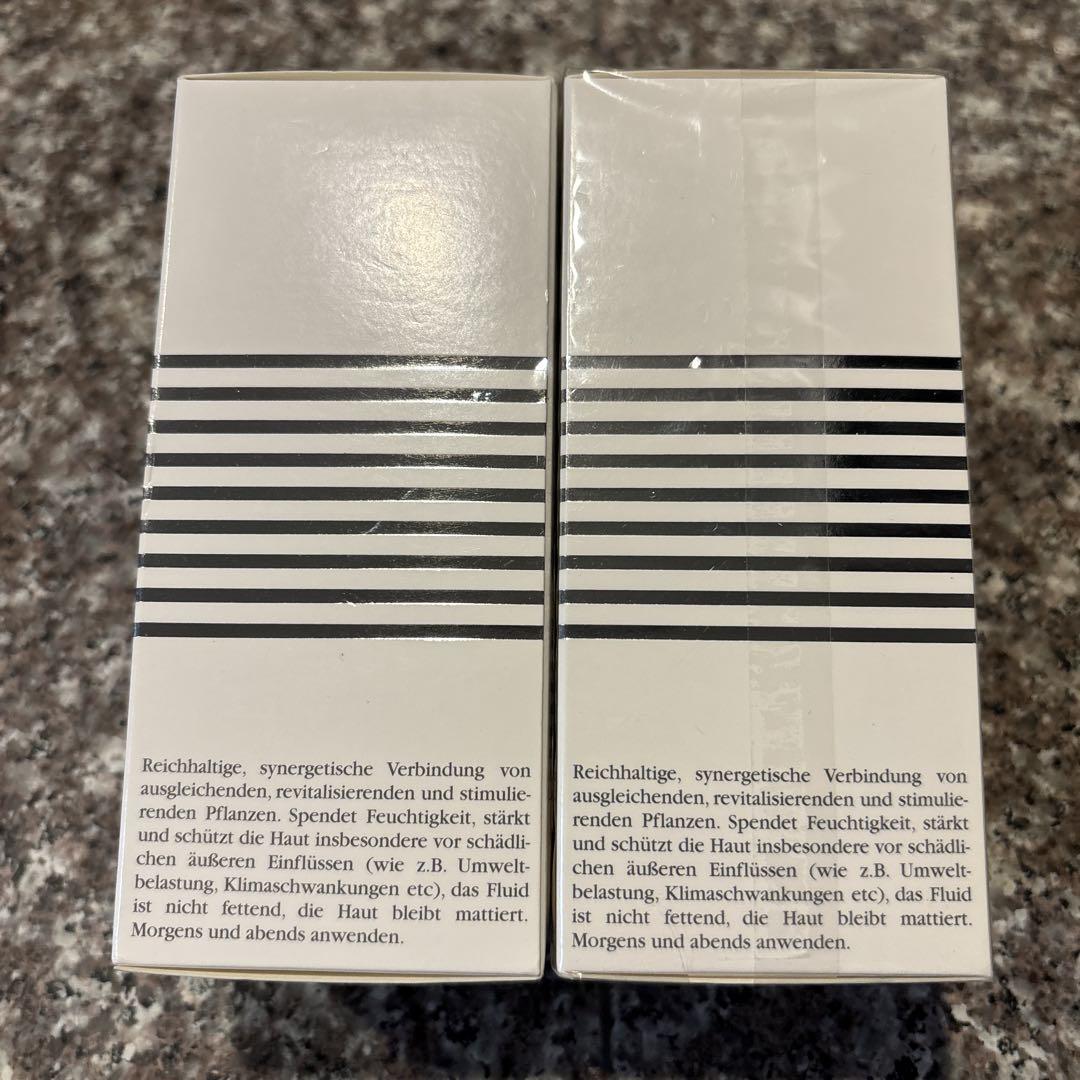 Reichhaltige, synergetische Verbindung von
ausgleichenden, revitalisierenden und stimulie-
renden Pflanzen. Spendet Feuchtigkeit, stärkt
und schützt die Haut insbesondere vor schädli-
chen äußeren Einflüssen (wie z.B. Umwelt-
belastung, Klimaschwankungen etc), das Fluid
ist nicht fettend, die Haut bleibt mattiert.
Morgens und abends anwenden.
Reichhaltige, synergetische Verbindung von
ausgleichenden, revitalisierenden und stimulie-
renden Pflanzen. Spendet Feuchtigkeit, stärkt
und schützt die Haut insbesondere vor schädli-
chen äußeren Einflüssen (wie z.B. Umwelt-
belastung, Klimaschwankungen etc), das Fluid
ist nicht fettend, die Haut bleibt mattiert.
Morgens und abends anwenden.